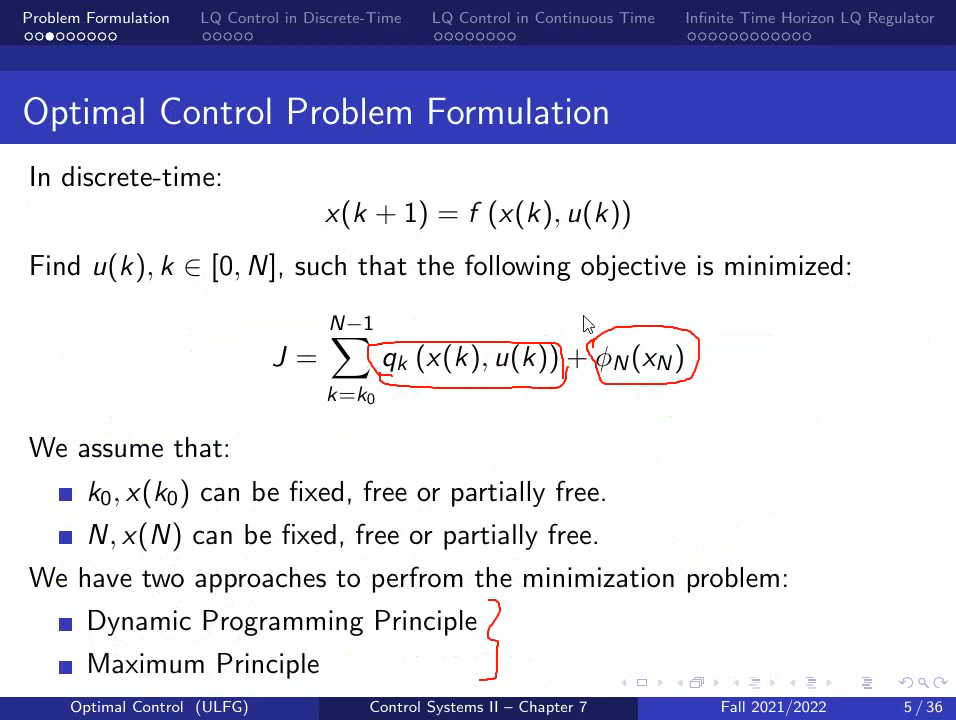 Problem Formulation LQ Control in Discrete-Time LQ Control in Continuous Time Infinite Time Horizon LQ Regulator
Optimal Control Problem Formulation
In discrete-time:
x(k + 1) = f (x(k), u(k))
Find u(k), k ∈ [0, N], such that the following objective is minimized:
J = ∑_{k=k₀}^{N−1} q_k (x(k), u(k)) + ϕ_N(x_N)
We assume that:
k₀, x(k₀) can be fixed, free or partially free.
N, x(N) can be fixed, free or partially free.
We have two approaches to perfrom the minimization problem:
Dynamic Programming Principle
Maximum Principle
Optimal Control (ULFG) Control Systems II – Chapter 7 Fall 2021/2022 5 / 36